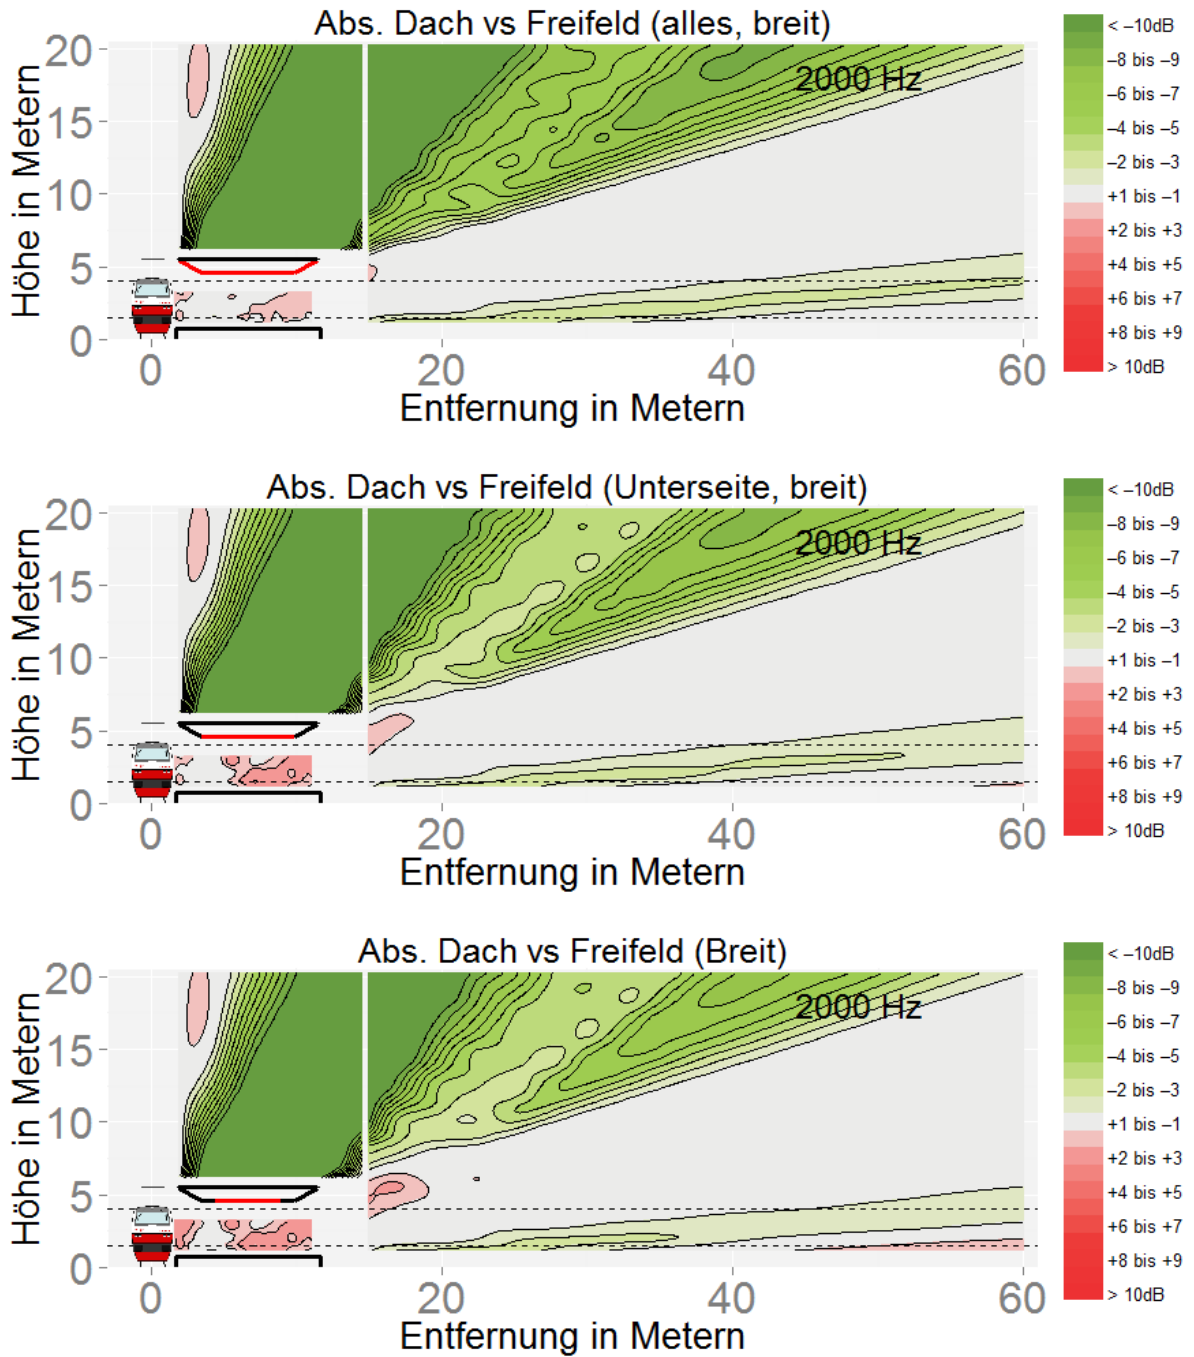 Abs. Dach vs Freifeld (alles, breit)
Höhe in Metern
20
15
10
5
0
2000 Hz
0
20
40
60
Entfernung in Metern
< –10dB
–8 bis –9
–6 bis –7
–4 bis –5
–2 bis –3
+1 bis –1
+2 bis +3
+4 bis +5
+6 bis +7
+8 bis +9
> 10dB
Abs. Dach vs Freifeld (Unterseite, breit)
Höhe in Metern
20
15
10
5
0
2000 Hz
0
20
40
60
Entfernung in Metern
< –10dB
–8 bis –9
–6 bis –7
–4 bis –5
–2 bis –3
+1 bis –1
+2 bis +3
+4 bis +5
+6 bis +7
+8 bis +9
> 10dB
Abs. Dach vs Freifeld (Breit)
Höhe in Metern
20
15
10
5
0
2000 Hz
0
20
40
60
Entfernung in Metern
< –10dB
–8 bis –9
–6 bis –7
–4 bis –5
–2 bis –3
+1 bis –1
+2 bis +3
+4 bis +5
+6 bis +7
+8 bis +9
> 10dB